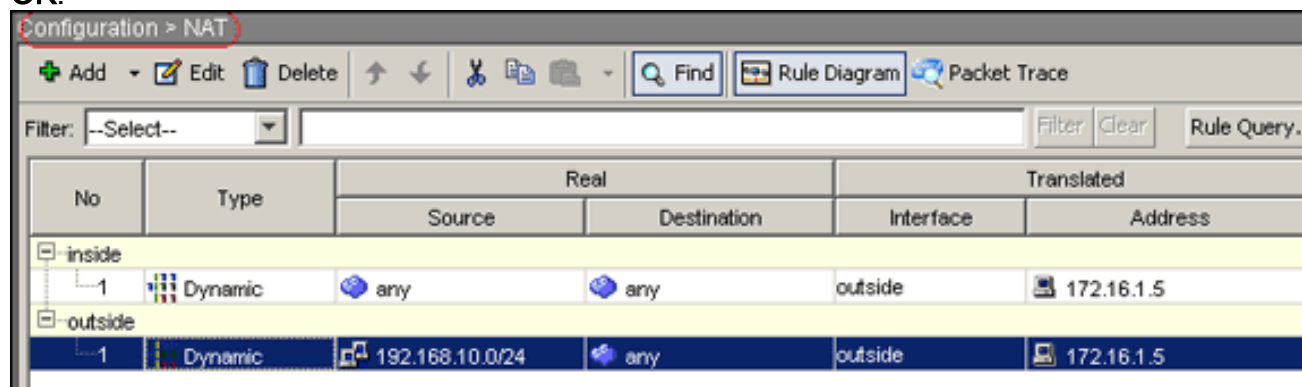 OK.
Configuration > NAT
Add Edit Delete Find Rule Diagram Packet Trace
Filter: --Select-- Filter Clear Rule Query.
No Type Real Translated
Source Destination Interface Address
inside
1 Dynamic any any outside 172.16.1.5
outside
1 Dynamic 192.168.10.0/24 any outside 172.16.1.5